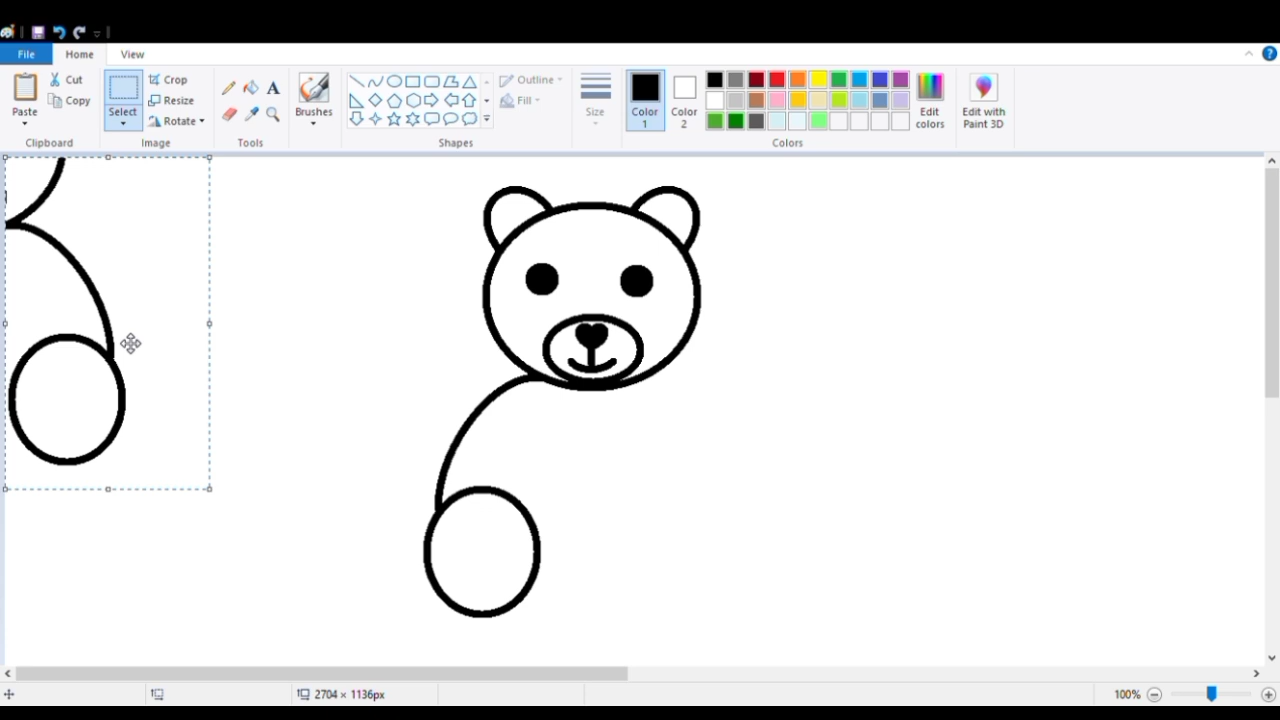 File Home View
Paste Cut Copy Clipboard
Select Crop Resize Rotate Image
Tools
Brushes
Outline Fill Shapes
Size
Color 1 Color 2 Edit colors Colors
Edit with Paint 3D
2704 × 1136px 100%